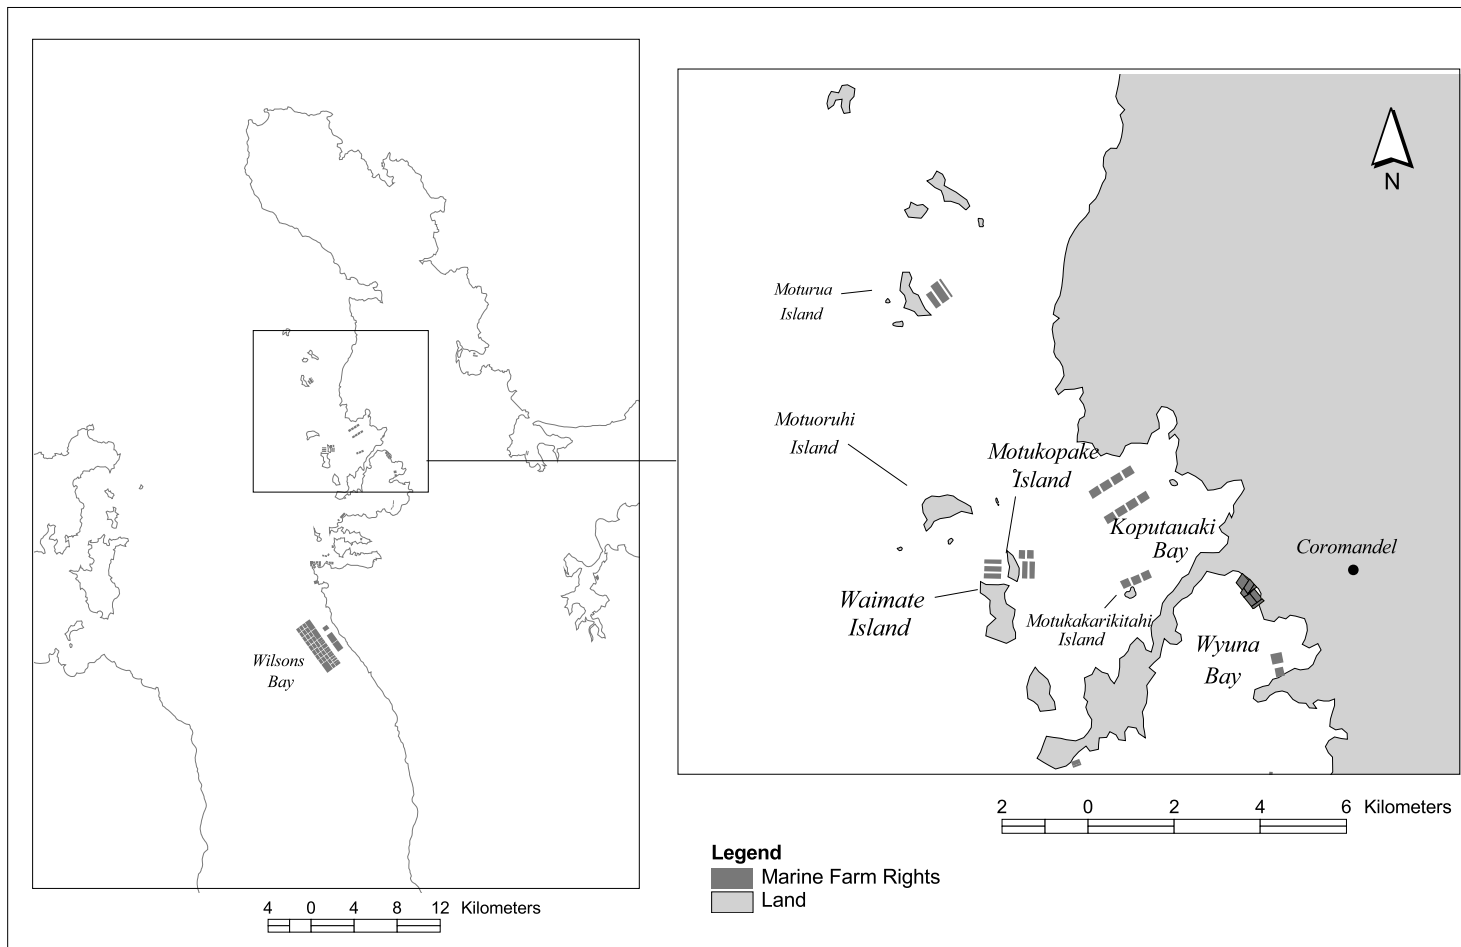 Wilsons
Bay
4 0 4 8 12 Kilometers
N
Moturua
Island
Motuoruhi
Island
Motukopake
Island
Koputauaki
Bay
Coromandel
Waimate
Island
Motukakarikitahi
Island
Wyuna
Bay
2 0 2 4 6 Kilometers
Legend
Marine Farm Rights
Land